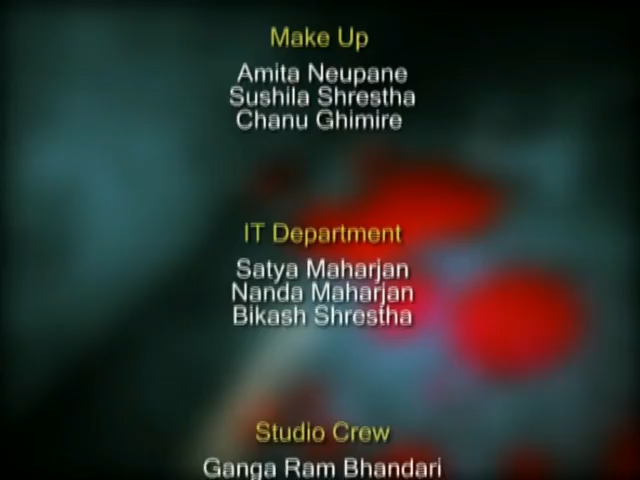 Make Up
Amita Neupane
Sushila Shrestha
Chanu Ghimire
IT Department
Satya Maharjan
Nanda Maharjan
Bikash Shrestha
Studio Crew
Ganga Ram Bhandari